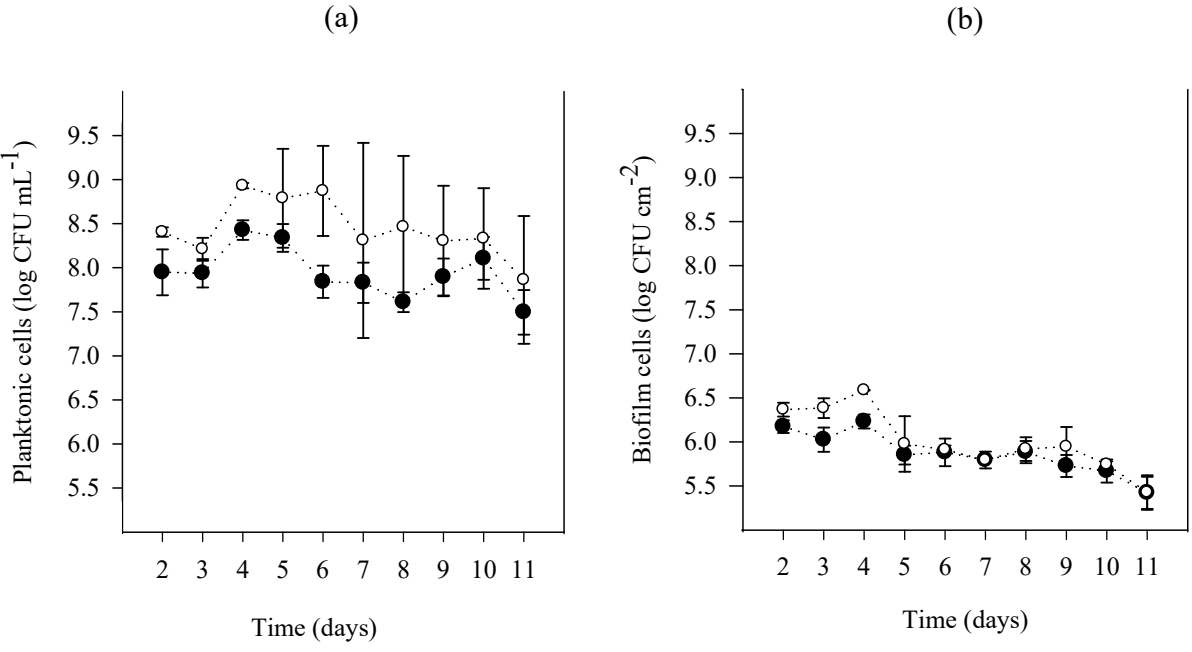 (a)
Planktonic cells (log CFU mL-1)
9.5
9.0
8.5
8.0
7.5
7.0
6.5
6.0
5.5
2 3 4 5 6 7 8 9 10 11
Time (days)
(b)
Biofilm cells (log CFU cm-2)
9.5
9.0
8.5
8.0
7.5
7.0
6.5
6.0
5.5
2 3 4 5 6 7 8 9 10 11
Time (days)